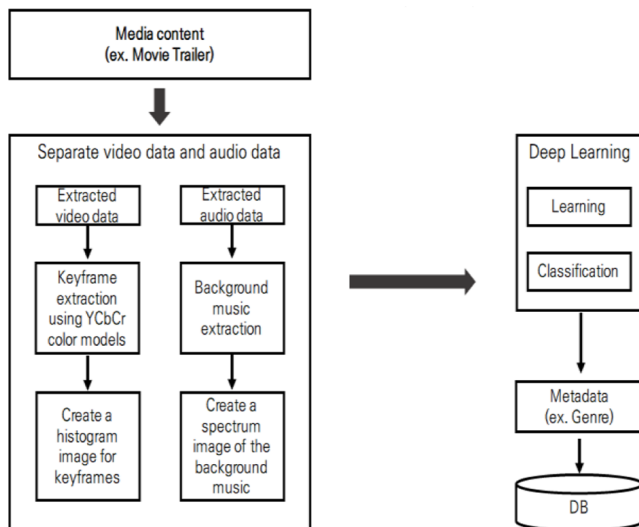 Media content
(ex. Movie Trailer)
Separate video data and audio data
Extracted
video data
Keyframe
extraction
using YCbCr
color models
Create a
histogram
image for
keyframes
Extracted
audio data
Background
music
extraction
Create a
spectrum
image of the
background
music
Deep Learning
Learning
Classification
Metadata
(ex. Genre)
DB